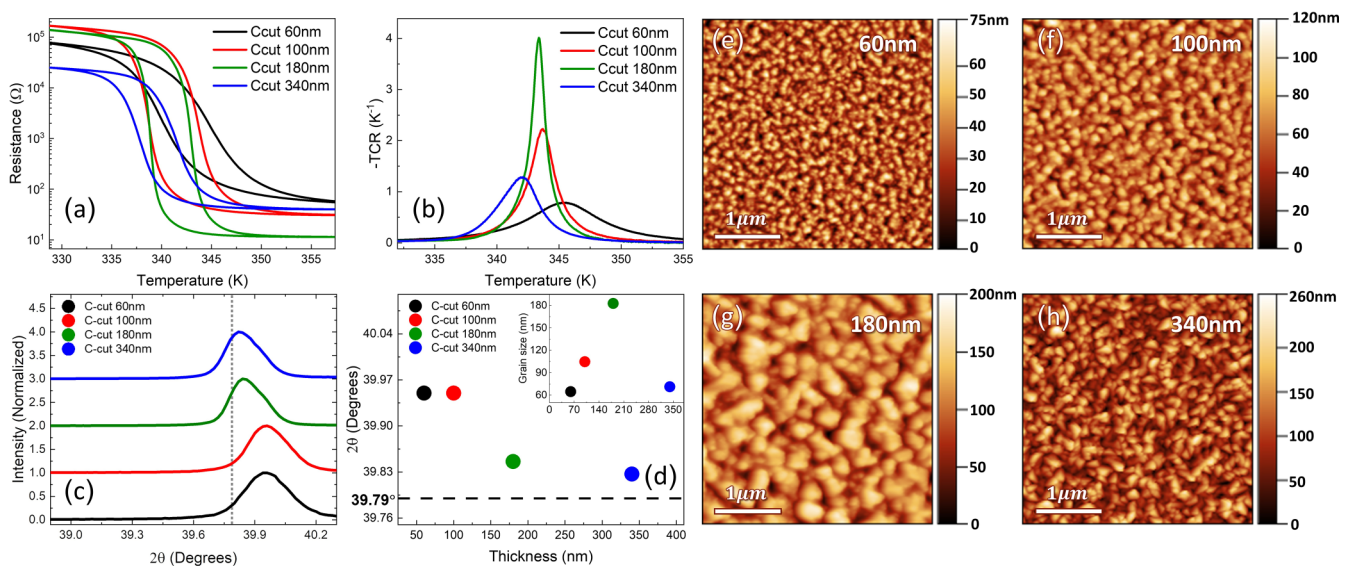 (a)
Resistance (Ω)
10⁵
10⁴
10³
10²
10¹
330 335 340 345 350 355
Temperature (K)
Ccut 60nm
Ccut 100nm
Ccut 180nm
Ccut 340nm
(b)
-TCR (K⁻¹)
4
3
2
1
0
335 340 345 350 355
Temperature (K)
Ccut 60nm
Ccut 100nm
Ccut 180nm
Ccut 340nm
(e)
60nm
1μm
75nm
60
50
40
30
20
10
0
(f)
100nm
1μm
120nm
100
80
60
40
20
0
(c)
Intensity (Normalized)
5.0
4.5
4.0
3.5
3.0
2.5
2.0
1.5
1.0
0.5
0.0
39.0 39.3 39.6 39.9 40.2
2θ (Degrees)
C-cut 60nm
C-cut 100nm
C-cut 180nm
C-cut 340nm
(d)
2θ (Degrees)
40.04
39.97
39.90
39.83
39.79°
39.76
50 100 150 200 250 300 350 400
Thickness (nm)
C-cut 60nm
C-cut 100nm
C-cut 180nm
C-cut 340nm
Grain size (nm)
180
150
120
90
60
0 70 140 210 280 350
(g)
180nm
1μm
200nm
150
100
50
0
(h)
340nm
1μm
260nm
200
150
100
50
0